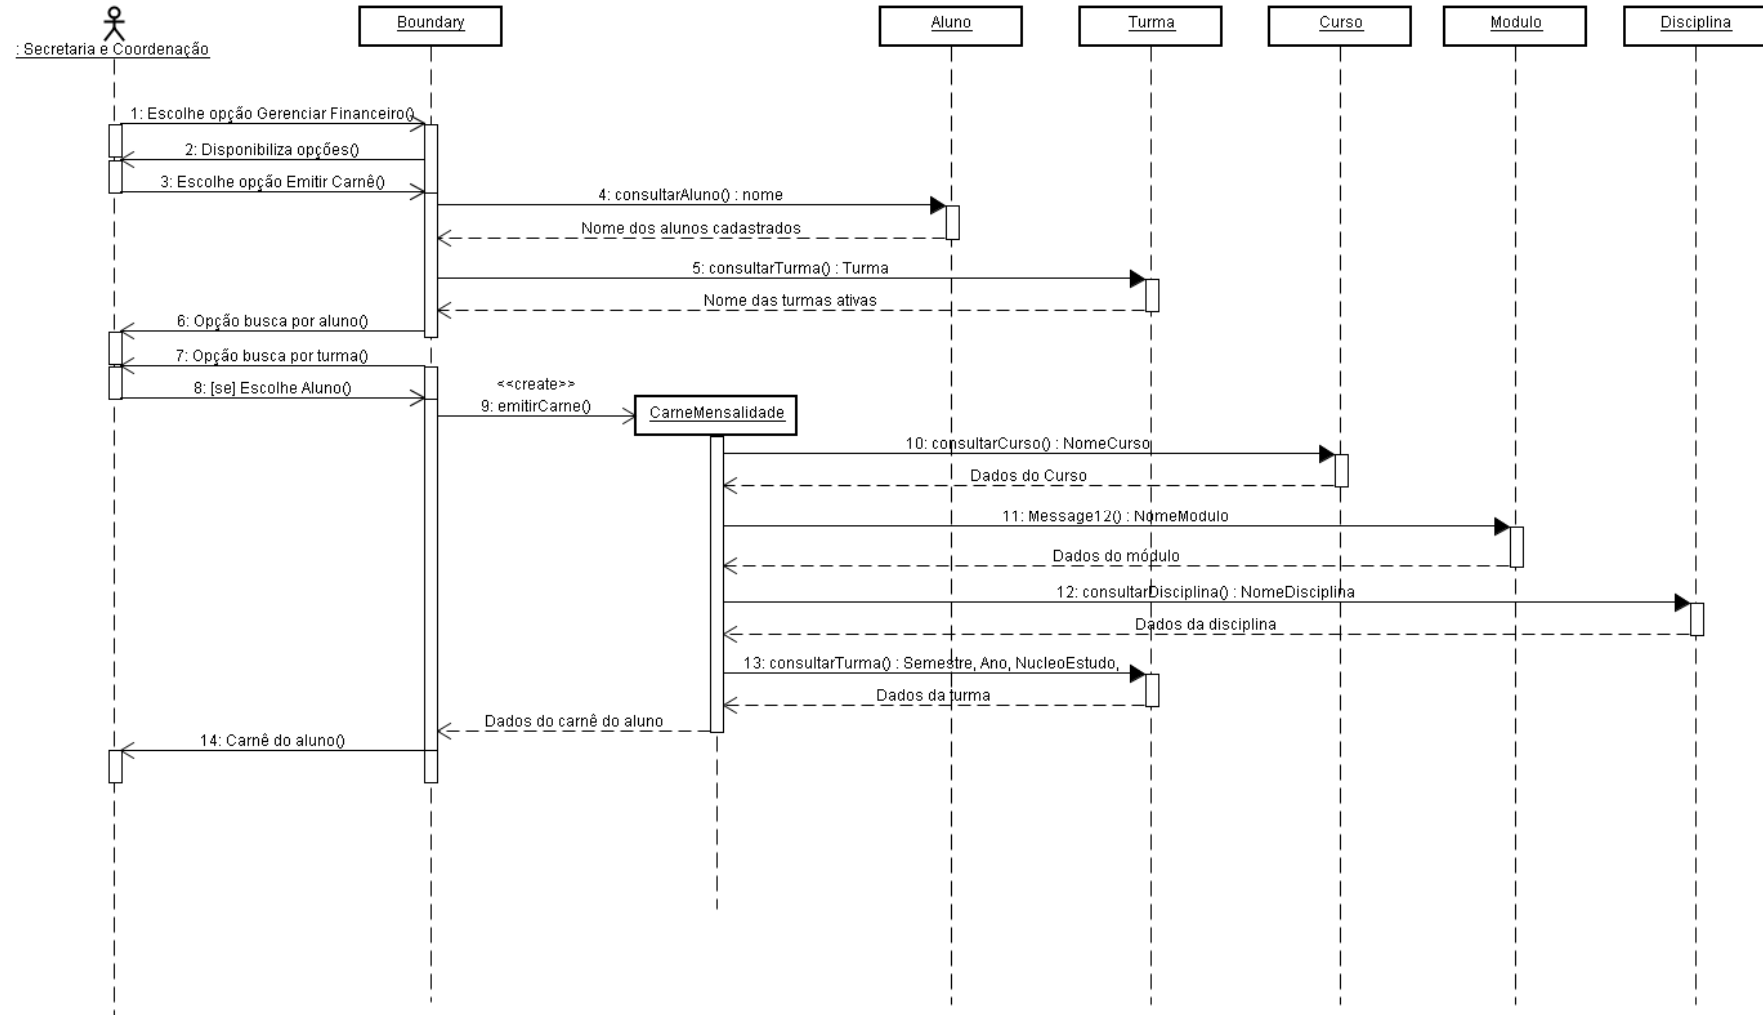 : Secretaria e Coordenação
Boundary
Aluno
Turma
Curso
Modulo
Disciplina
1: Escolhe opção Gerenciar Financeiro()
2: Disponibiliza opções()
3: Escolhe opção Emitir Carnê()
4: consultarAluno() : nome
Nome dos alunos cadastrados
5: consultarTurma() : Turma
Nome das turmas ativas
6: Opção busca por aluno()
7: Opção busca por turma()
8: [se] Escolhe Aluno()
<<create>>
9: emitirCarne()
CarneMensalidade
10: consultarCurso() : NomeCurso
Dados do Curso
11: Message12() : NomeModulo
Dados do módulo
12: consultarDisciplina() : NomeDisciplina
Dados da disciplina
13: consultarTurma() : Semestre, Ano, NucleoEstudo,
Dados da turma
Dados do carnê do aluno
14: Carnê do aluno()